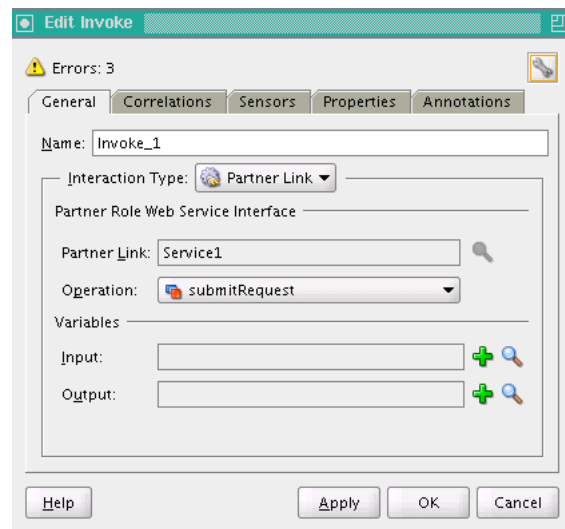 Edit Invoke
Errors: 3
General Correlations Sensors Properties Annotations
Name: Invoke_1
Interaction Type: Partner Link
Partner Role Web Service Interface
Partner Link: Service1
Operation: submitRequest
Variables
Input:
Output:
Help Apply OK Cancel